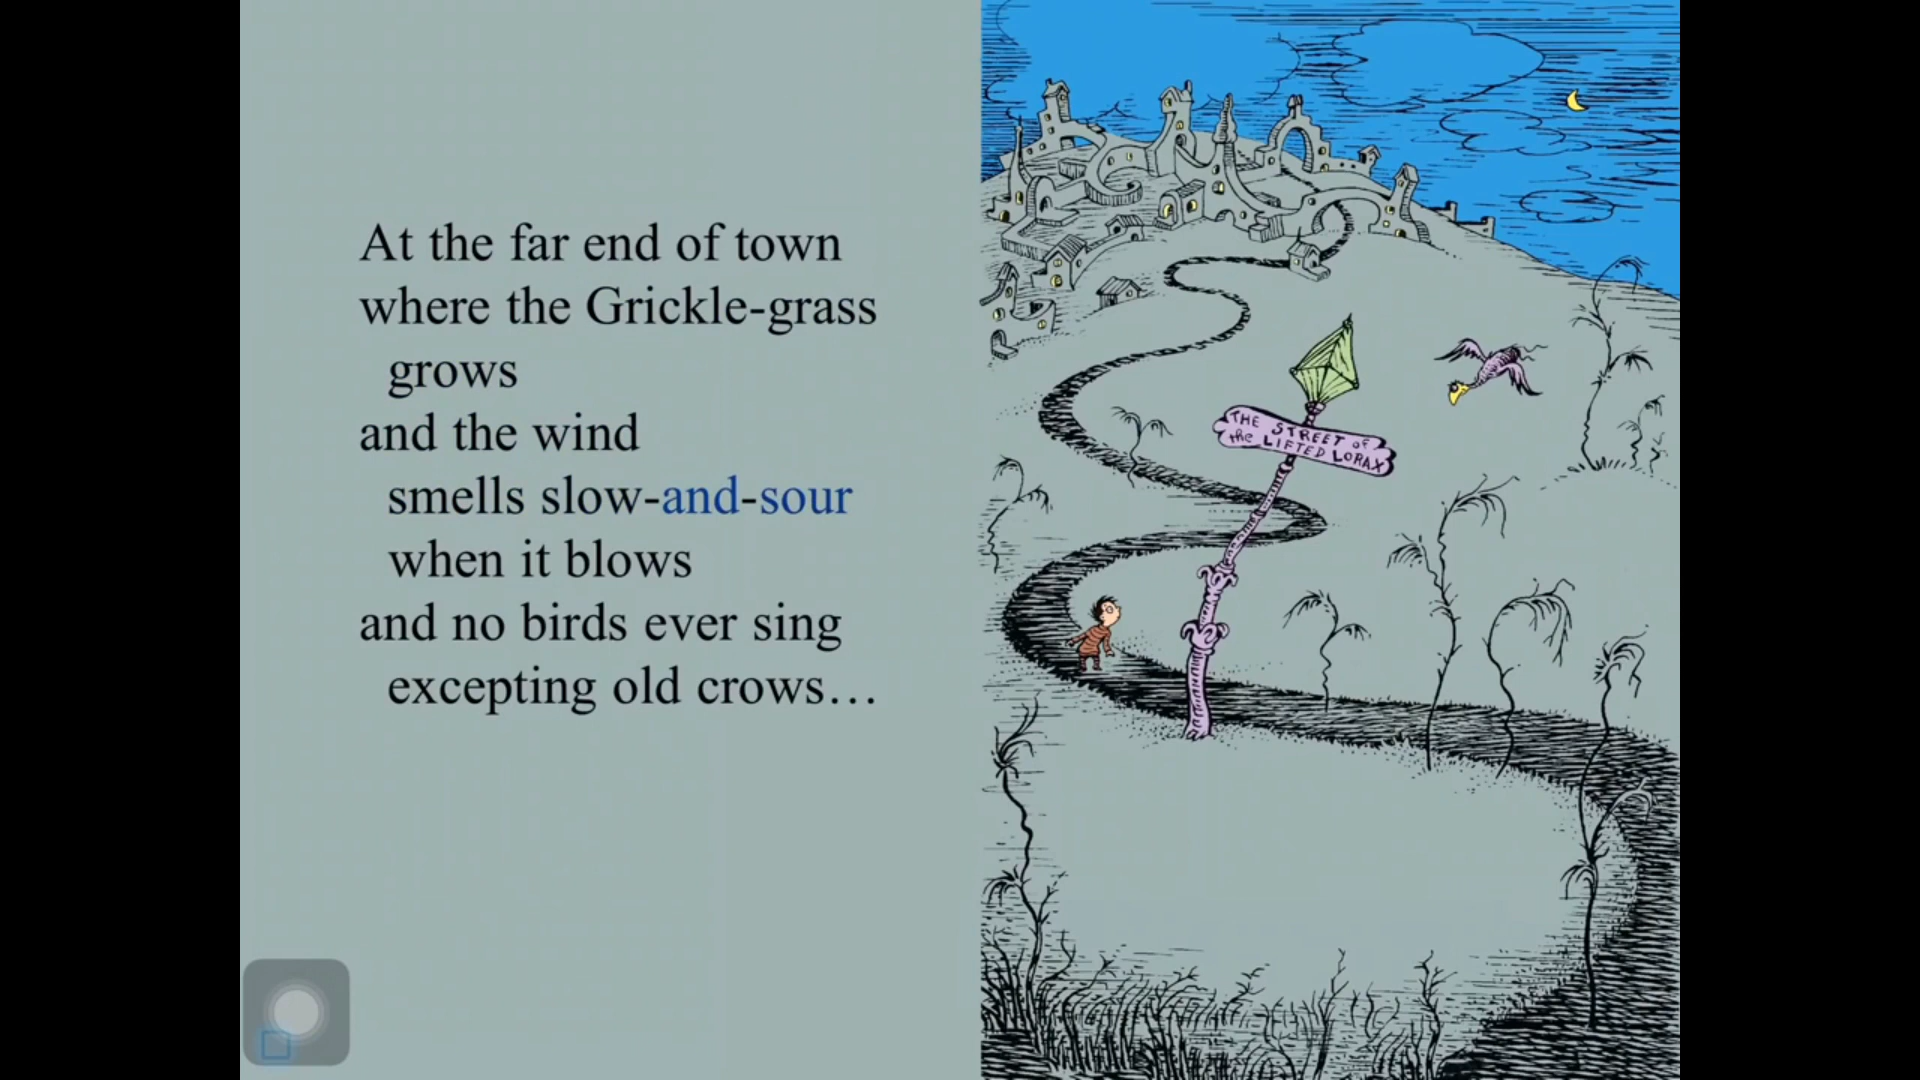 At the far end of town
where the Grickle-grass
grows
and the wind
smells slow-and-sour
when it blows
and no birds ever sing
excepting old crows…
THE STREET of
the LIFTED LORAX